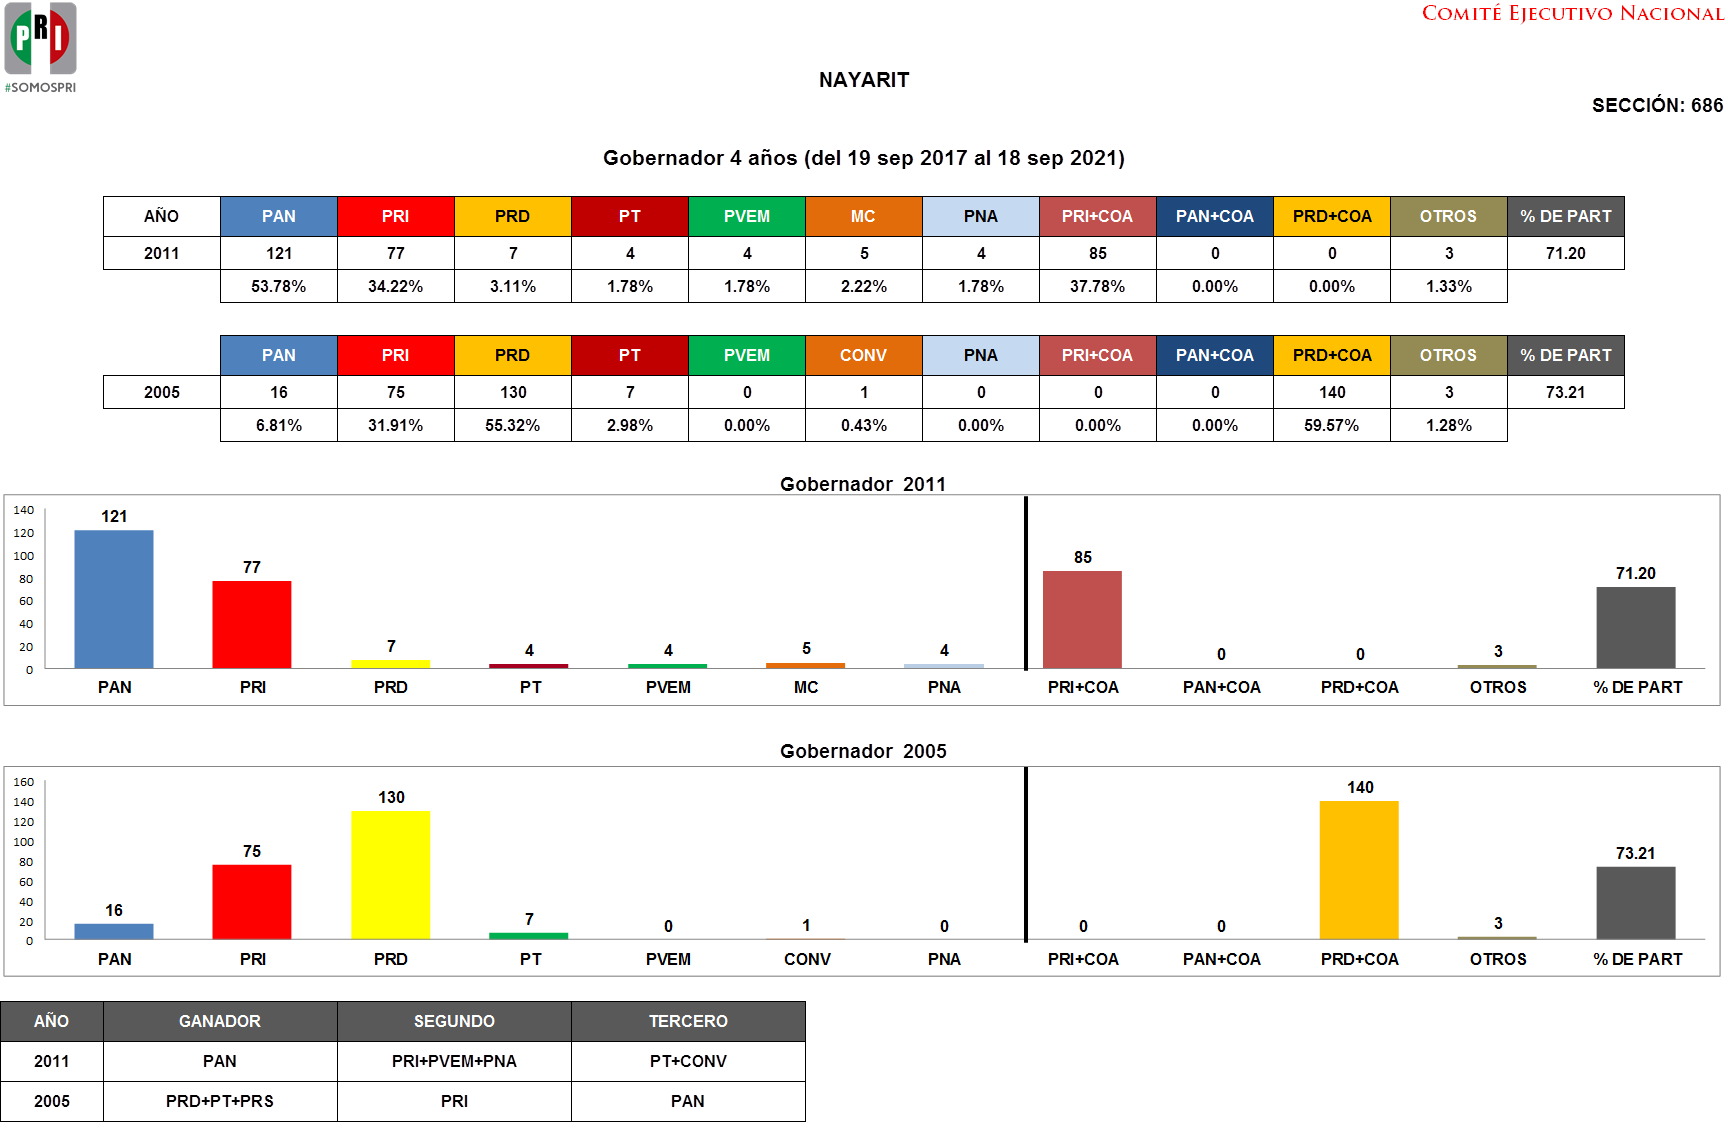 PRI
#SOMOSPRI
COMITÉ EJECUTIVO NACIONAL
NAYARIT
SECCIÓN: 686
Gobernador 4 años (del 19 sep 2017 al 18 sep 2021)
AÑO PAN PRI PRD PT PVEM MC PNA PRI+COA PAN+COA PRD+COA OTROS % DE PART
2011 121 77 7 4 4 5 4 85 0 0 3 71.20
53.78% 34.22% 3.11% 1.78% 1.78% 2.22% 1.78% 37.78% 0.00% 0.00% 1.33%
PAN PRI PRD PT PVEM CONV PNA PRI+COA PAN+COA PRD+COA OTROS % DE PART
2005 16 75 130 7 0 1 0 0 0 140 3 73.21
6.81% 31.91% 55.32% 2.98% 0.00% 0.43% 0.00% 0.00% 0.00% 59.57% 1.28%
Gobernador 2011
140
120
100
80
60
40
20
0
121 77 7 4 4 5 4 85 0 0 3 71.20
PAN PRI PRD PT PVEM MC PNA PRI+COA PAN+COA PRD+COA OTROS % DE PART
Gobernador 2005
160
140
120
100
80
60
40
20
0
16 75 130 7 0 1 0 0 0 140 3 73.21
PAN PRI PRD PT PVEM CONV PNA PRI+COA PAN+COA PRD+COA OTROS % DE PART
AÑO GANADOR SEGUNDO TERCERO
2011 PAN PRI+PVEM+PNA PT+CONV
2005 PRD+PT+PRS PRI PAN